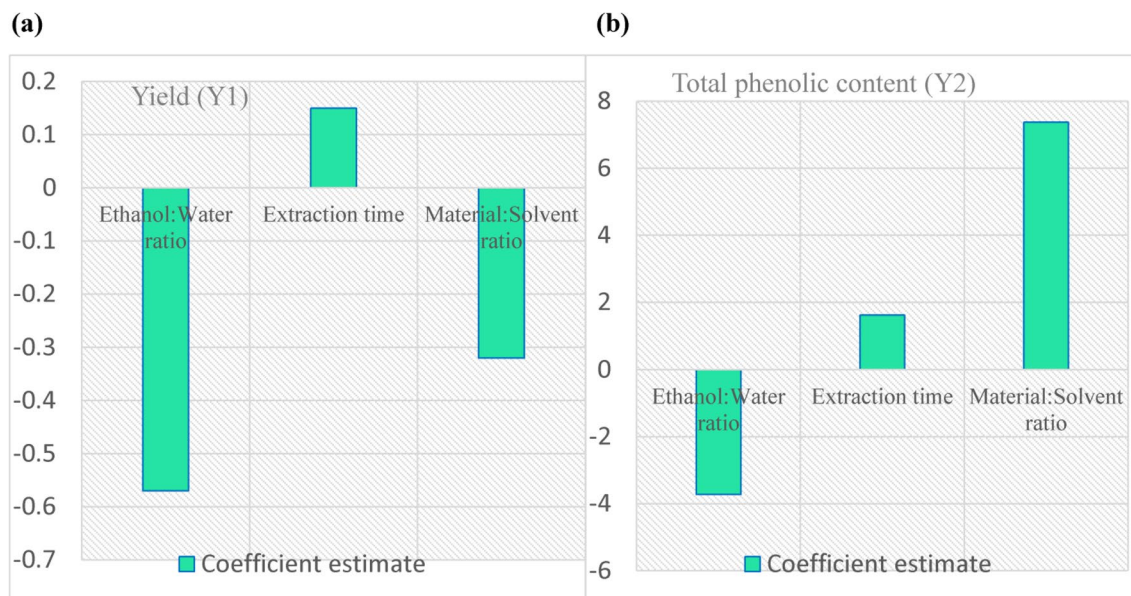 (a)
Yield (Y1)
0.2
0.1
0
-0.1
-0.2
-0.3
-0.4
-0.5
-0.6
-0.7
Ethanol:Water
ratio
Extraction time
Material:Solvent
ratio
Coefficient estimate
(b)
Total phenolic content (Y2)
8
6
4
2
0
-2
-4
-6
Ethanol:Water
ratio
Extraction time
Material:Solvent
ratio
Coefficient estimate